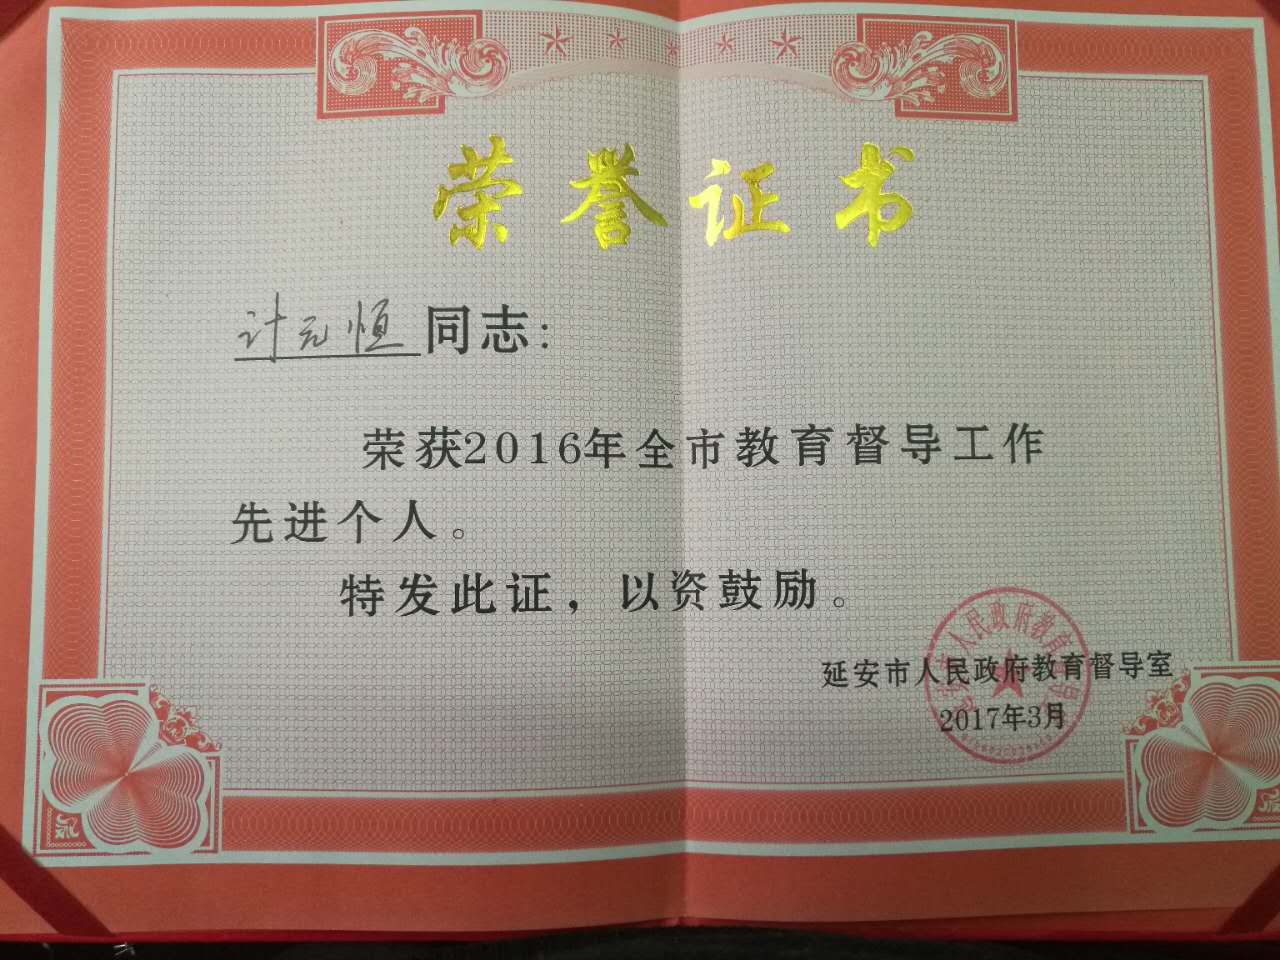 荣誉证书
计元恒同志:
荣获2016年全市教育督导工作
先进个人。
特发此证，以资鼓励。
延安市人民政府教育督导室
2017年3月